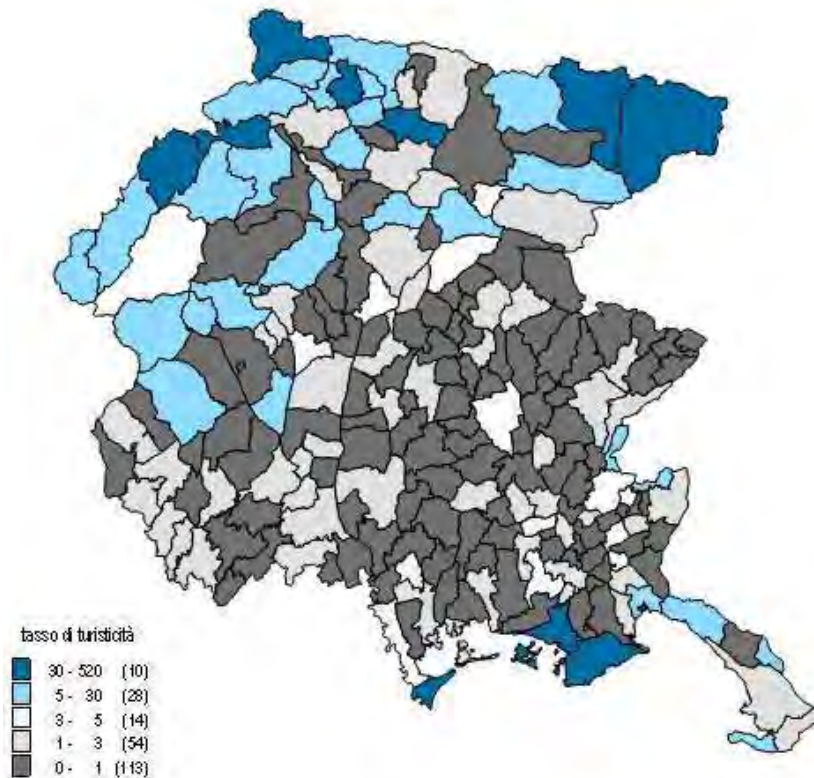 tasso di turisticità
30 - 520 (10)
5 - 30 (28)
3 - 5 (14)
1 - 3 (54)
0 - 1 (113)